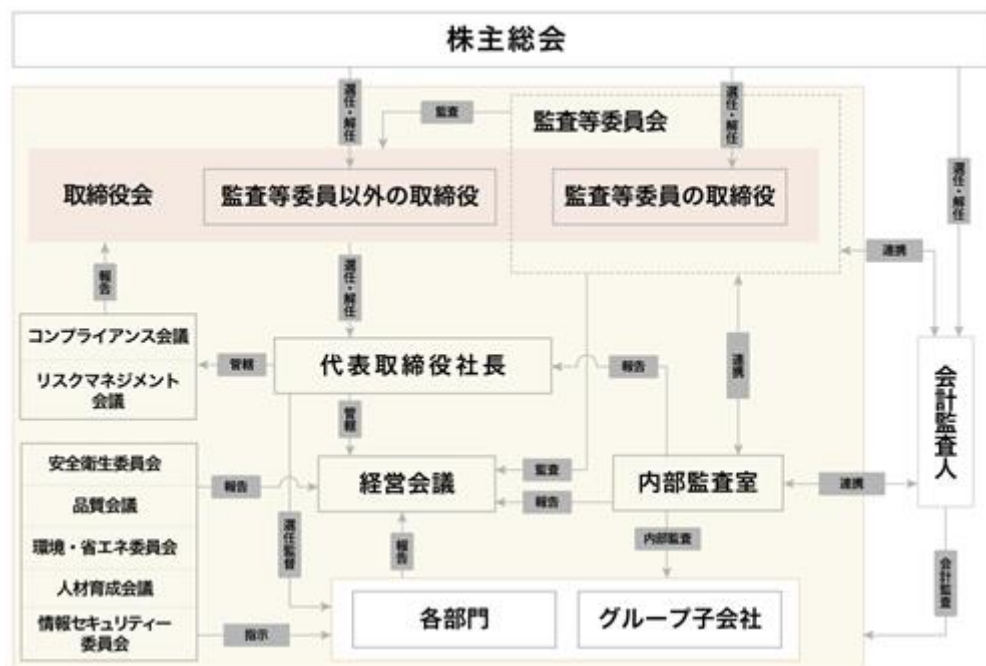 株主総会
選任・解任
選任・解任
選任・解任
監査
監査等委員会
取締役会
監査等委員以外の取締役
監査等委員の取締役
報告
選任・解任
連携
コンプライアンス会議
リスクマネジメント
会議
管轄
代表取締役社長
報告
連携
会計監査人
管轄
安全衛生委員会
品質会議
環境・省エネ委員会
人材育成会議
情報セキュリティー
委員会
報告
経営会議
監査
報告
内部監査室
連携
選任監督
報告
内部監査
会計監査
指示
各部門
グループ子会社